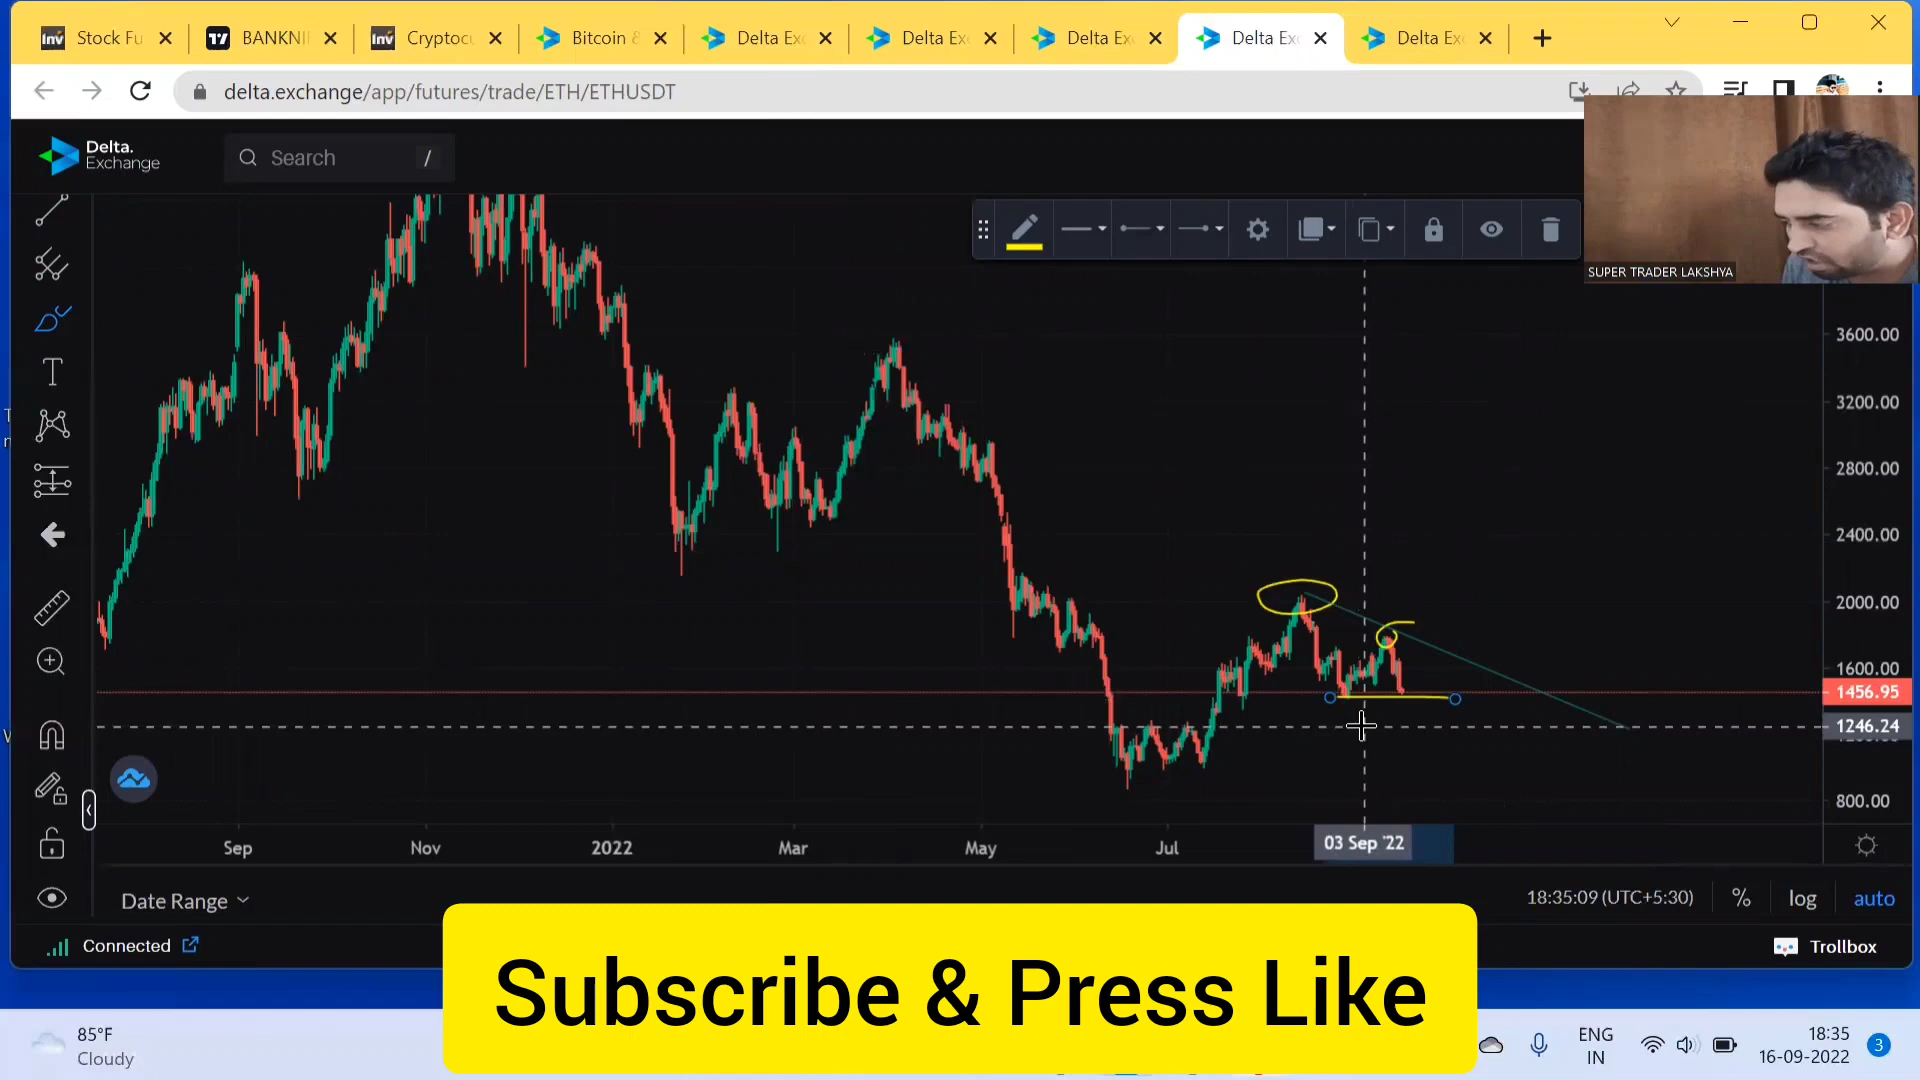 Inv Stock Fu
TV BANKNI
Inv Cryptocu
Bitcoin &
Delta Ex
Delta Ex
Delta Ex
Delta Ex
Delta Ex
delta.exchange/app/futures/trade/ETH/ETHUSDT
Delta.
Exchange
Search
/
T
SUPER TRADER LAKSHYA
3600.00
3200.00
2800.00
2400.00
2000.00
1600.00
1456.95
1246.24
800.00
Sep
Nov
2022
Mar
May
Jul
03 Sep '22
Date Range
18:35:09 (UTC+5:30)
%
log
auto
Connected
Trollbox
Subscribe & Press Like
85°F
Cloudy
ENG
IN
18:35
16-09-2022
3